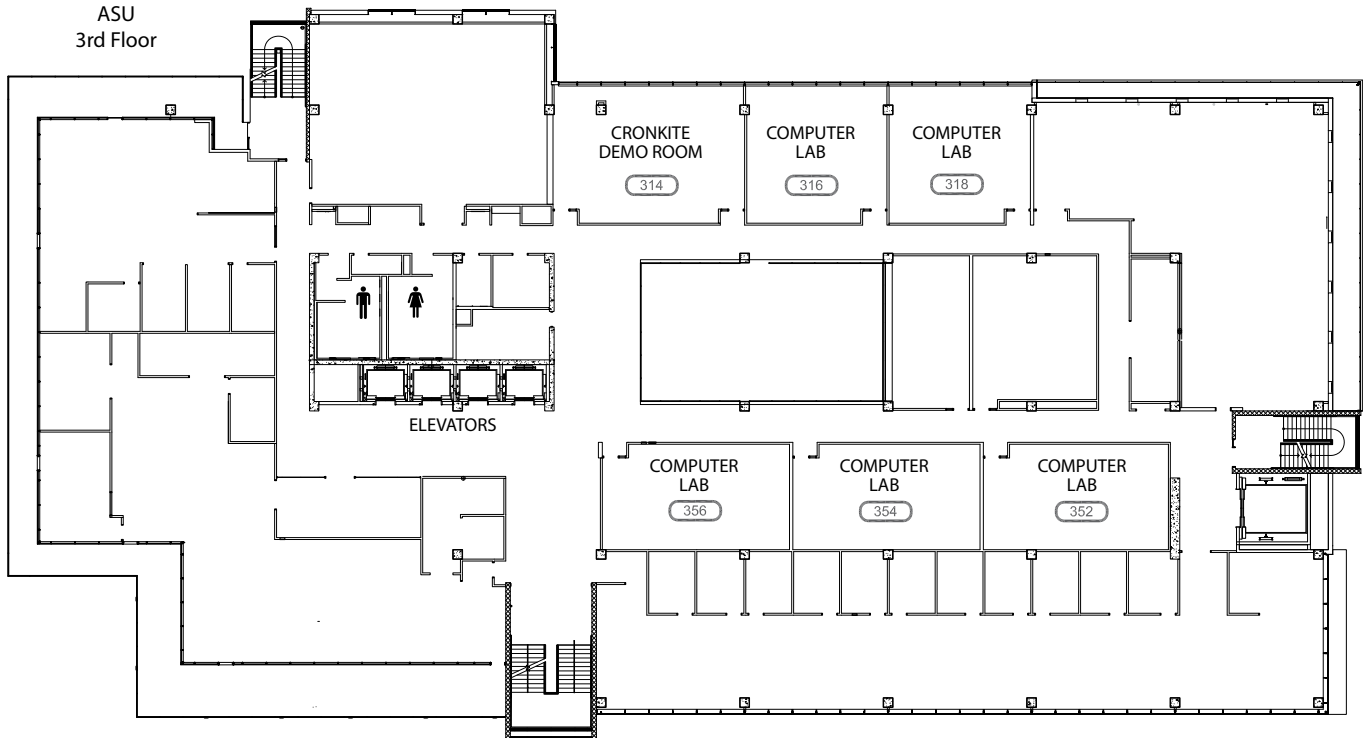 ASU
3rd Floor
CRONKITE
DEMO ROOM
314
COMPUTER
LAB
316
COMPUTER
LAB
318
ELEVATORS
COMPUTER
LAB
356
COMPUTER
LAB
354
COMPUTER
LAB
352